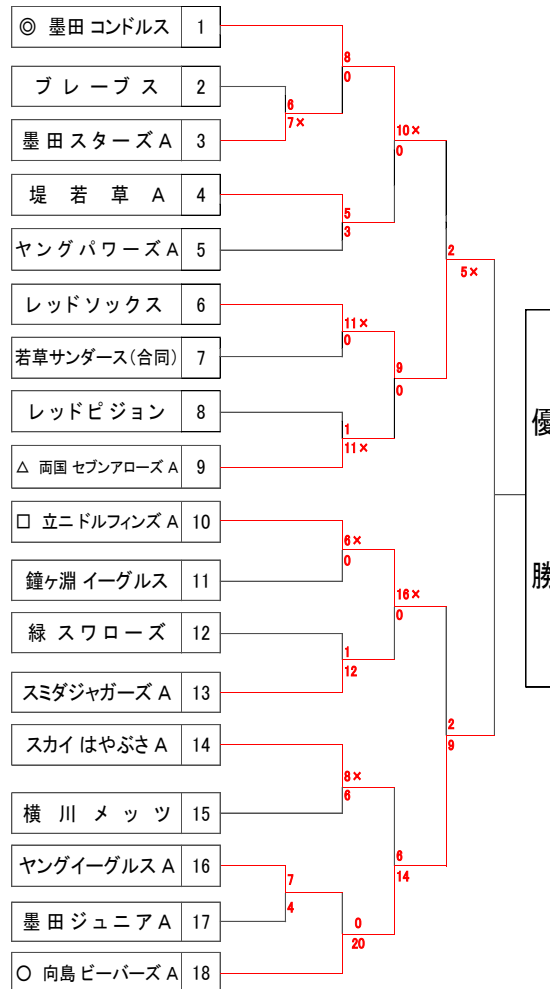 ◎ 墨田 コンドルス 1
ブレーブス 2
墨田スターズA 3
堤若草A 4
ヤングパワーズA 5
レッドソックス 6
若草サンダース(合同) 7
レッドピジョン 8
△ 両国 セブンアローズ A 9
□ 立ニドルフィンズ A 10
鐘ヶ淵 イーグルス 11
緑スワローズ 12
スミダジャガーズ A 13
スカイ はやぶさ A 14
横川メッツ 15
ヤングイーグルス A 16
墨田ジュニア A 17
○ 向島 ビーバーズ A 18
6
7×
7
4
8
0
5
3
11×
0
1
11×
6×
0
1
12
8×
6
0
20
10×
0
9
0
16×
0
6
14
2
5×
2
9
優
勝